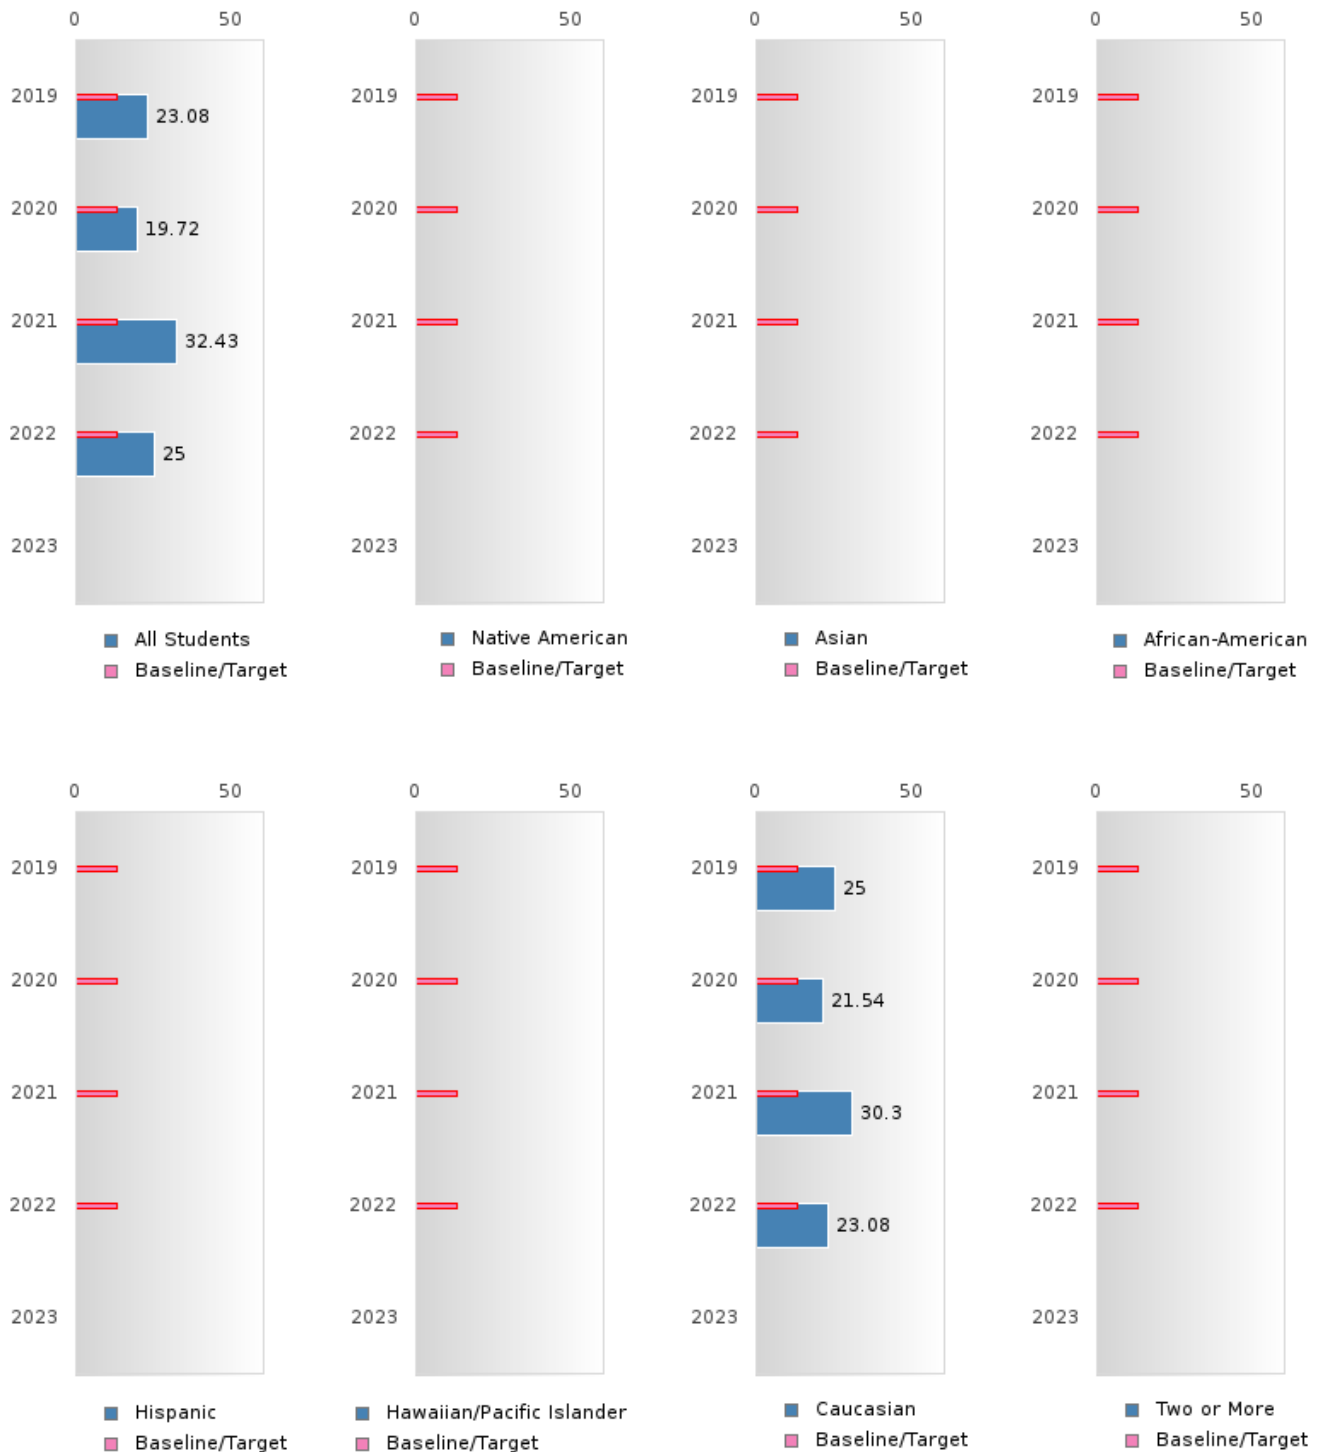 0 50 0 50 0 50 0 50
2019 23.08 2019 2019 2019
2020 19.72 2020 2020 2020
2021 32.43 2021 2021 2021
2022 25 2022 2022 2022
2023 2023 2023 2023
All Students Native American Asian African-American
Baseline/Target Baseline/Target Baseline/Target Baseline/Target
0 50 0 50 0 50 0 50
2019 2019 2019 25 2019
2020 2020 2020 21.54 2020
2021 2021 2021 30.3 2021
2022 2022 2022 23.08 2022
2023 2023 2023 2023
Hispanic Hawaiian/Pacific Islander Caucasian Two or More
Baseline/Target Baseline/Target Baseline/Target Baseline/Target